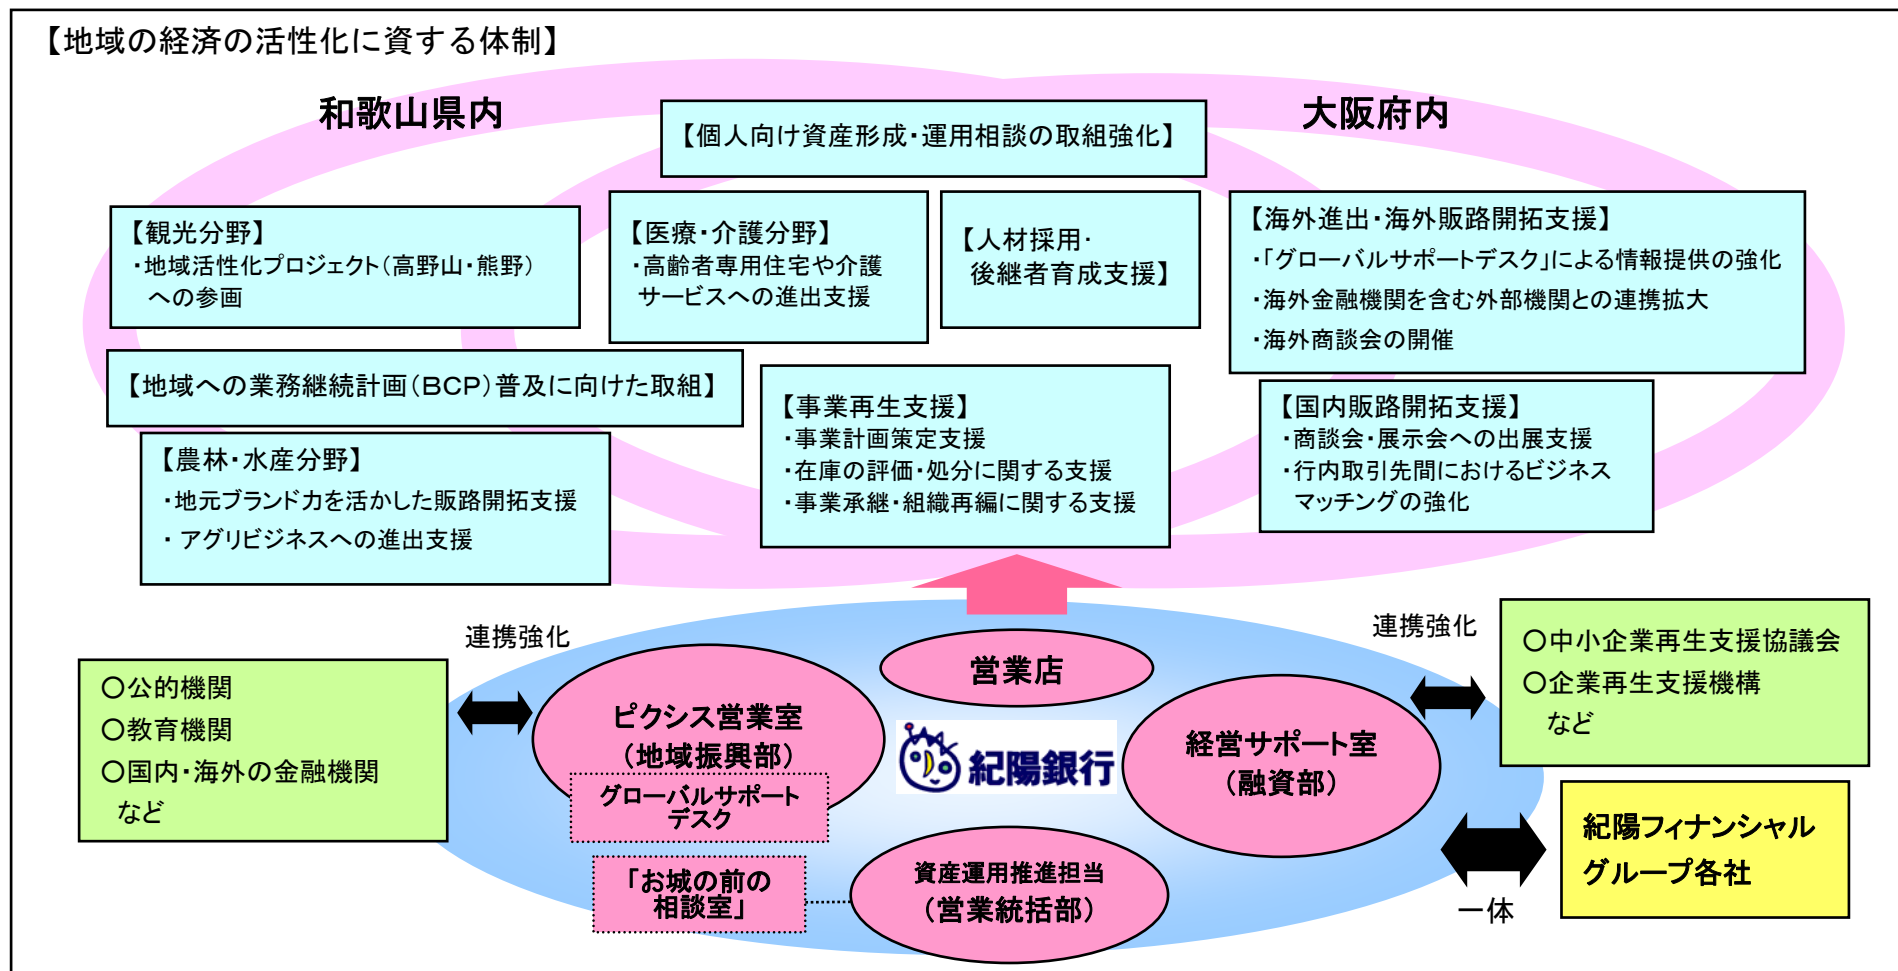 【地域の経済の活性化に資する体制】
和歌山県内
大阪府内
【個人向け資産形成・運用相談の取組強化】
【観光分野】
・地域活性化プロジェクト（高野山・熊野）
への参画
【医療・介護分野】
・高齢者専用住宅や介護
サービスへの進出支援
【人材採用・
後継者育成支援】
【海外進出・海外販路開拓支援】
・「グローバルサポートデスク」による情報提供の強化
・海外金融機関を含む外部機関との連携拡大
・海外商談会の開催
【地域への業務継続計画（ＢＣＰ）普及に向けた取組】
【事業再生支援】
・事業計画策定支援
・在庫の評価・処分に関する支援
・事業承継・組織再編に関する支援
【国内販路開拓支援】
・商談会・展示会への出展支援
・行内取引先間におけるビジネス
マッチングの強化
【農林・水産分野】
・地元ブランド力を活かした販路開拓支援
・ アグリビジネスへの進出支援
連携強化
〇公的機関
〇教育機関
〇国内・海外の金融機関
など
ピクシス営業室
（地域振興部）
グローバルサポート
デスク
営業店
紀陽銀行
経営サポート室
（融資部）
連携強化
〇中小企業再生支援協議会
〇企業再生支援機構
など
「お城の前の
相談室」
資産運用推進担当
（営業統括部）
一体
紀陽フィナンシャル
グループ各社